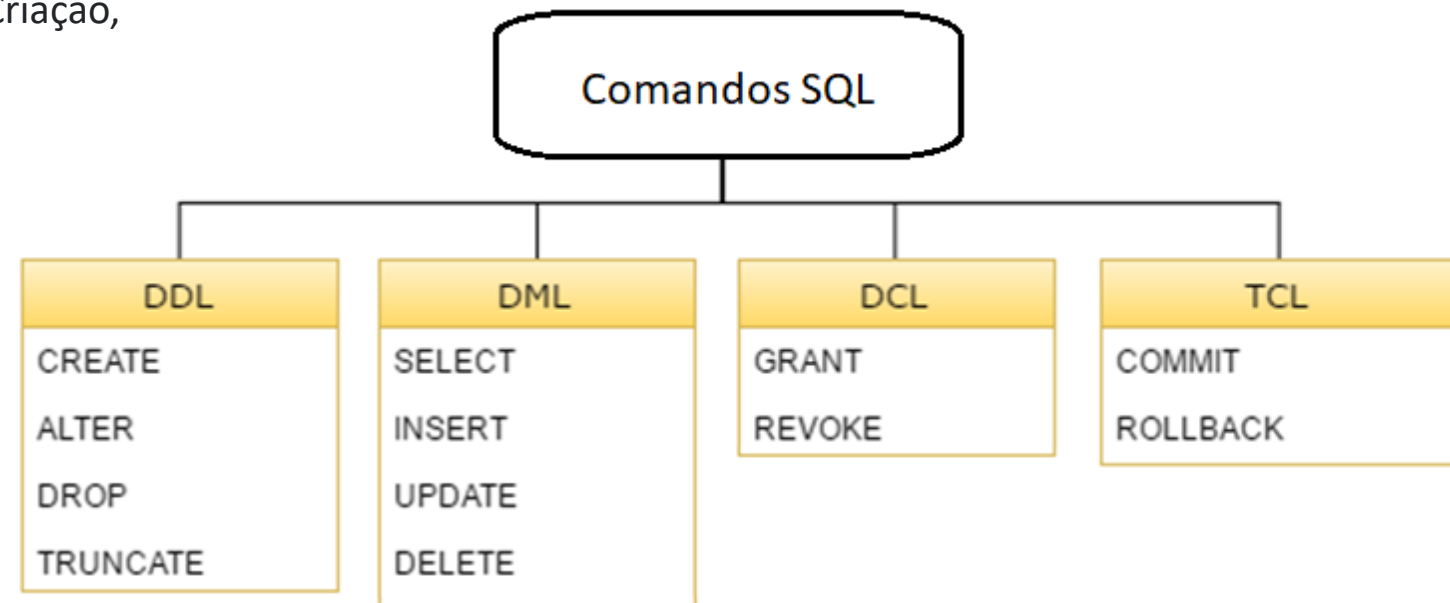 Criação,
Comandos SQL
DDL
CREATE
ALTER
DROP
TRUNCATE
DML
SELECT
INSERT
UPDATE
DELETE
DCL
GRANT
REVOKE
TCL
COMMIT
ROLLBACK